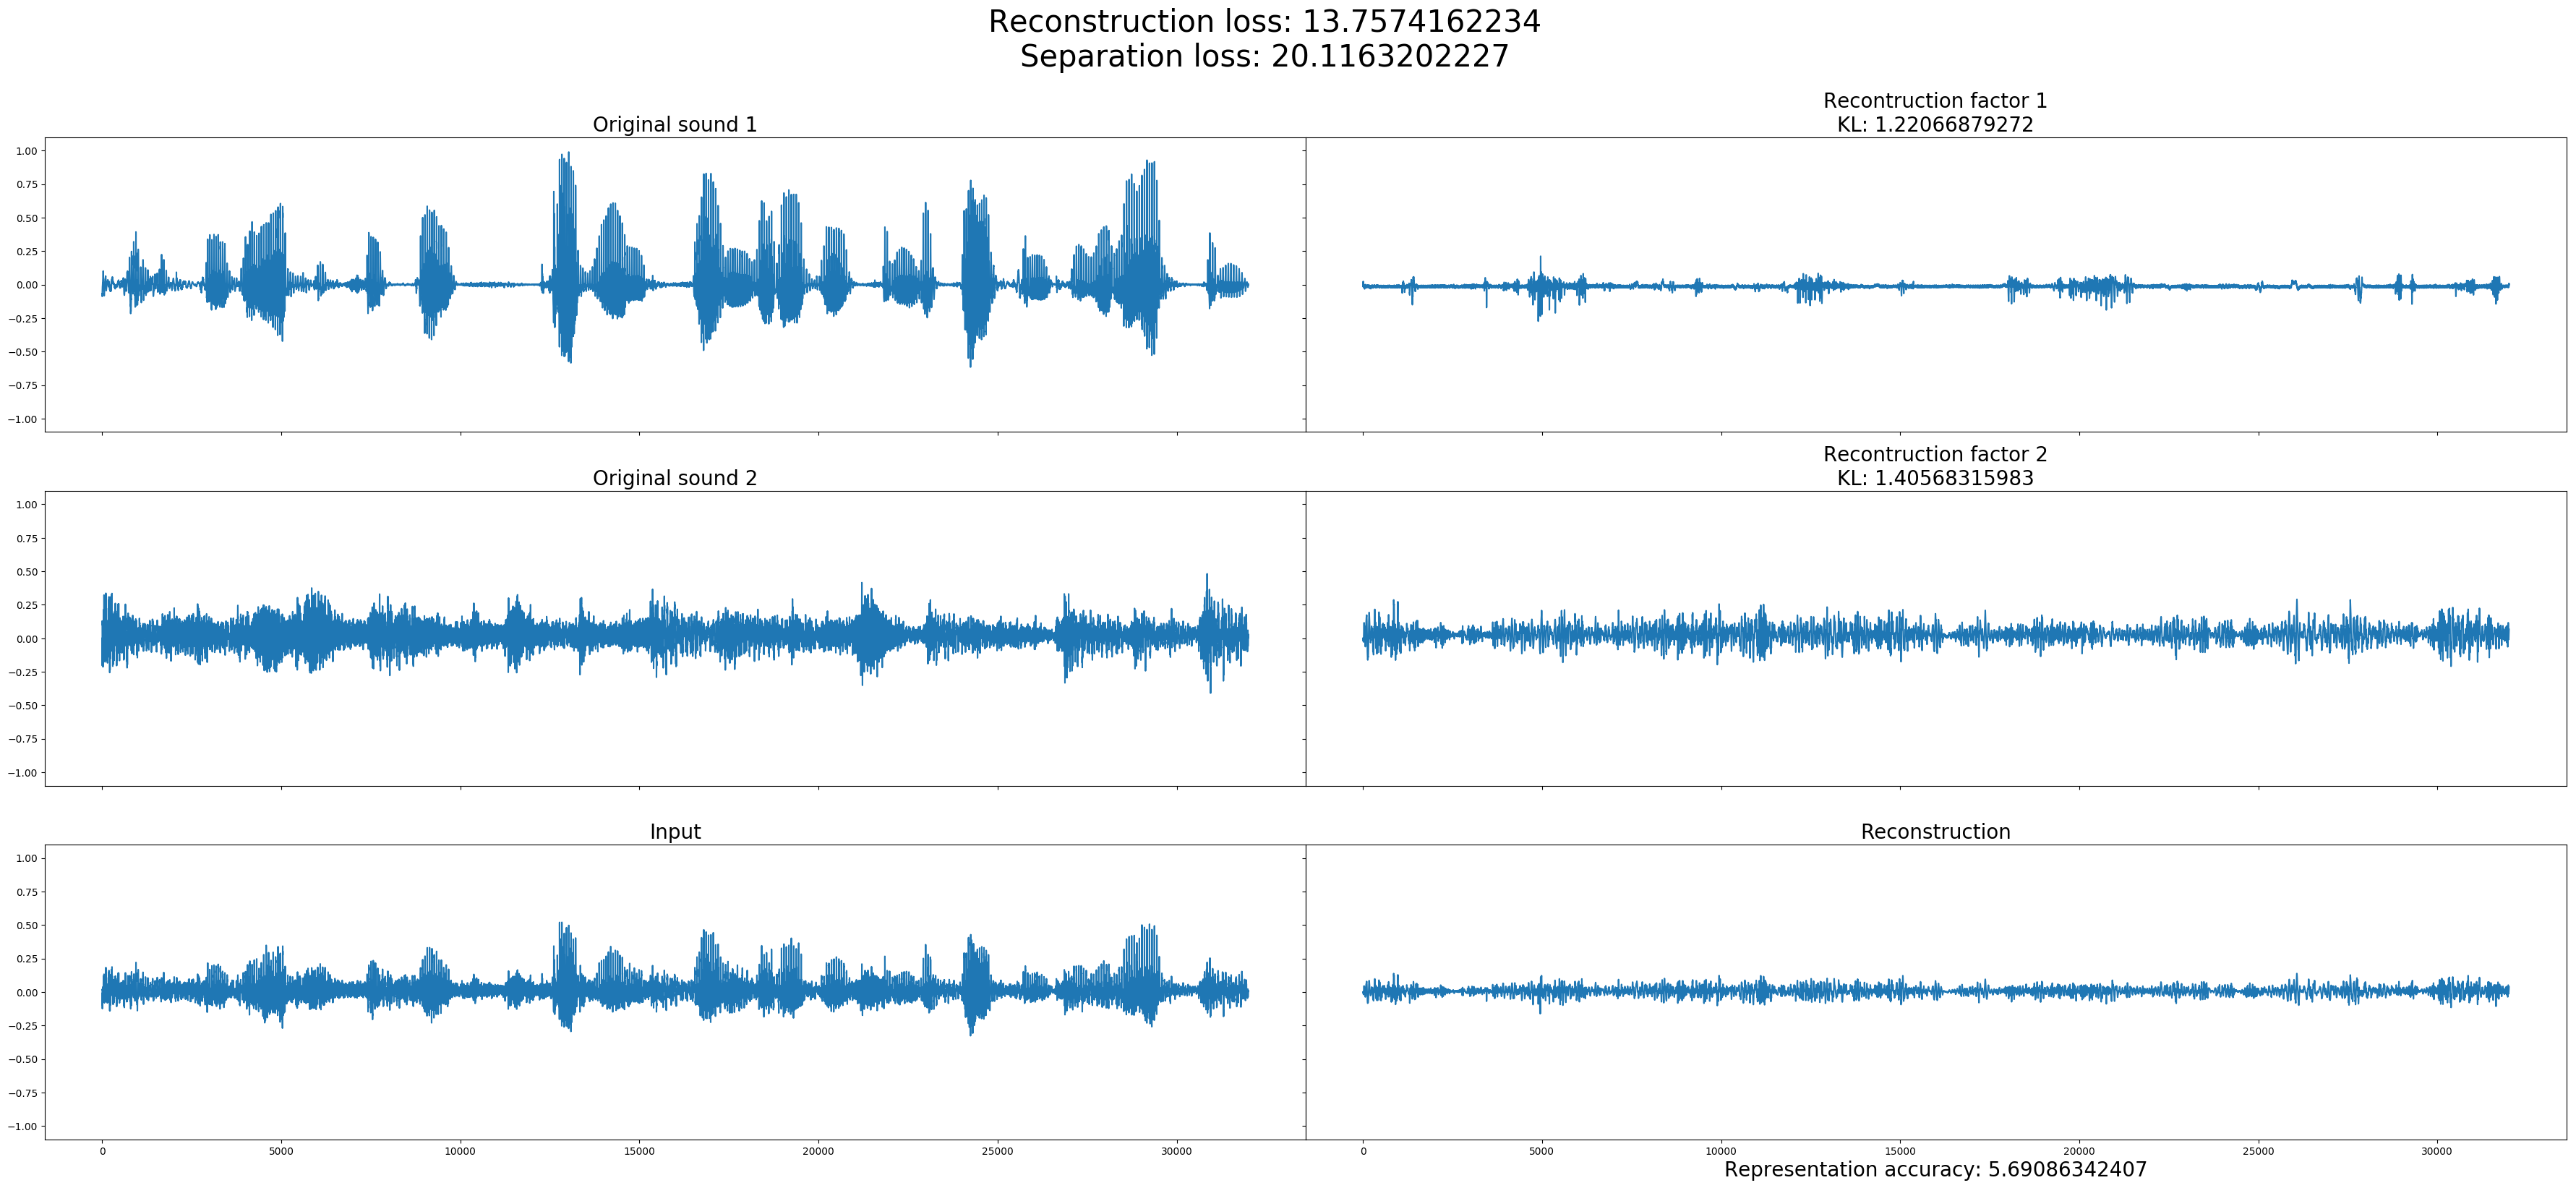 Reconstruction loss: 13.7574162234
Separation loss: 20.1163202227
Original sound 1
Recontruction factor 1
KL: 1.22066879272
1.00
0.75
0.50
0.25
0.00
−0.25
−0.50
−0.75
−1.00
Original sound 2
Recontruction factor 2
KL: 1.40568315983
1.00
0.75
0.50
0.25
0.00
−0.25
−0.50
−0.75
−1.00
Input
Reconstruction
1.00
0.75
0.50
0.25
0.00
−0.25
−0.50
−0.75
−1.00
0 5000 10000 15000 20000 25000 30000
0 5000 10000 15000 20000 25000 30000
Representation accuracy: 5.69086342407